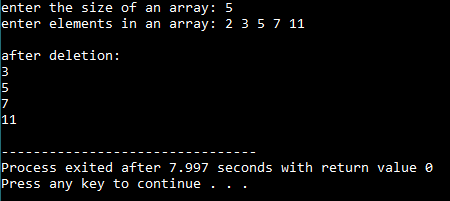 enter the size of an array: 5
enter elements in an array: 2 3 5 7 11
after deletion:
3
5
7
11
--------------------------------
Process exited after 7.997 seconds with return value 0
Press any key to continue . . .